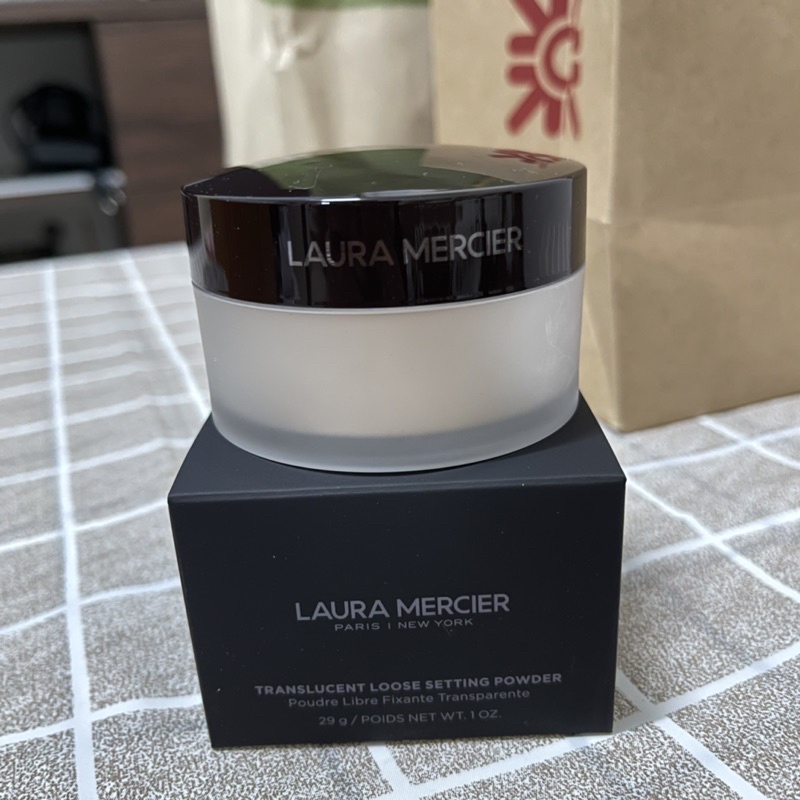 LAURA MERCIER
LAURA MERCIER
PARIS | NEW YORK
TRANSLUCENT LOOSE SETTING POWDER
Poudre Libre Fixante Transparente
29 g / POIDS NET WT. 1 OZ.